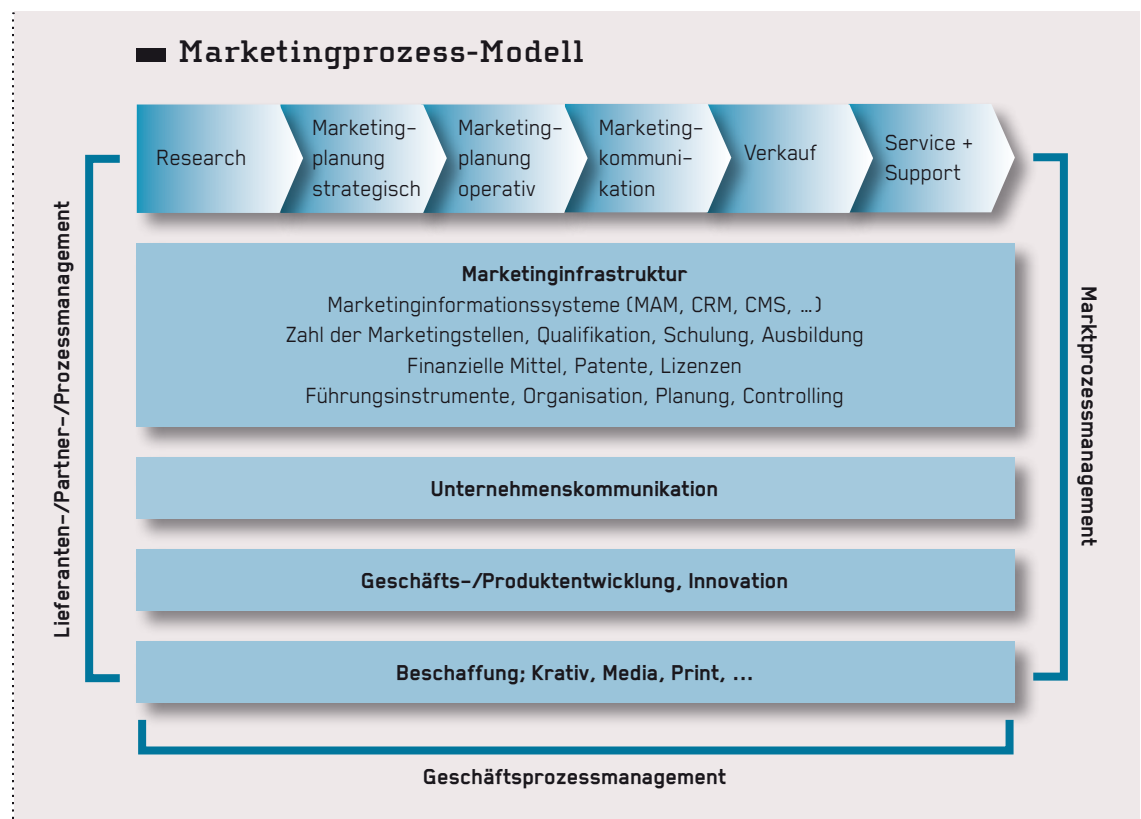 Marketingprozess-Modell
Research
Marketing-
planung
strategisch
Marketing-
planung
operativ
Marketing-
kommuni-
kation
Verkauf
Service +
Support
Marketinginfrastruktur
Marketinginformationssysteme (MAM, CRM, CMS, …)
Zahl der Marketingstellen, Qualifikation, Schulung, Ausbildung
Finanzielle Mittel, Patente, Lizenzen
Führungsinstrumente, Organisation, Planung, Controlling
Unternehmenskommunikation
Geschäfts-/Produktentwicklung, Innovation
Beschaffung; Krativ, Media, Print, …
Lieferanten-/Partner-/Prozessmanagement
Marktprozessmanagement
Geschäftsprozessmanagement